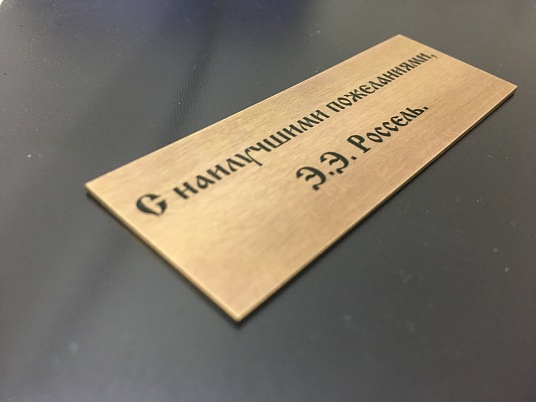 С наилучшими пожеланиями,
Э.Э. Россель.